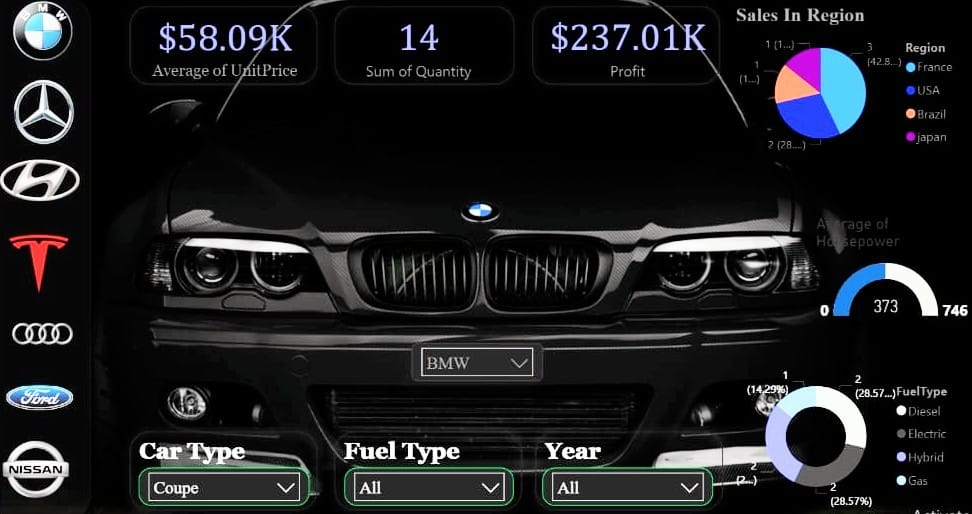 BMW
$58.09K
Average of UnitPrice
14
Sum of Quantity
$237.01K
Profit
Sales In Region
1 (1...)
3
(42.8...)
1
(1...)
2 (28....)
Region
France
USA
Brazil
japan
Average of
Horsepower
0
373
746
BMW
1
(14.29%)
2
(28.57...)
2
(2...)
2
(28.57%)
FuelType
Diesel
Electric
Hybrid
Gas
Ford
NISSAN
Car Type
Coupe
Fuel Type
All
Year
All